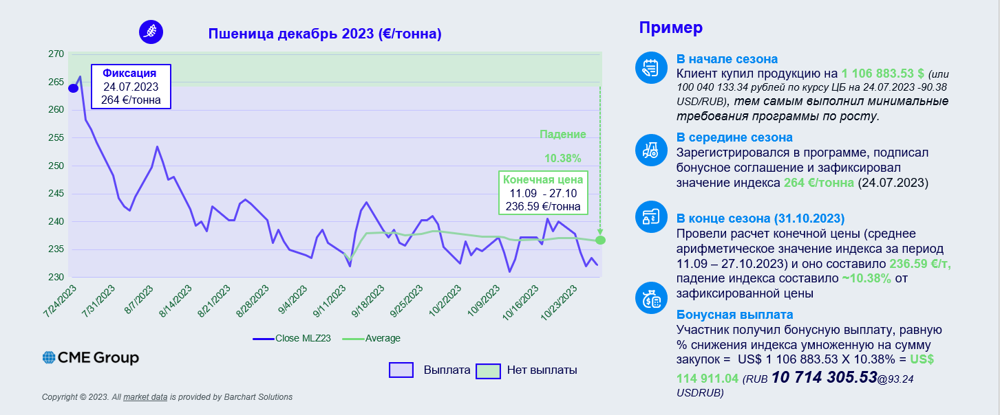 Пшеница декабрь 2023 (€/тонна)
270
265
260
255
250
245
240
235
230
Фиксация
24.07.2023
264 €/тонна
Падение
10.38%
Конечная цена
11.09 - 27.10
236.59 €/тонна
7/24/2023
7/31/2023
8/7/2023
8/14/2023
8/21/2023
8/28/2023
9/4/2023
9/11/2023
9/18/2023
9/25/2023
10/2/2023
10/9/2023
10/16/2023
10/23/2023
Close MLZ23
Average
CME Group
Выплата
Нет выплаты
Copyright © 2023. All market data is provided by Barchart Solutions
Пример
В начале сезона
Клиент купил продукцию на 1 106 883.53 $ (или
100 040 133.34 рублей по курсу ЦБ на 24.07.2023 -90.38
USD/RUB), тем самым выполнил минимальные
требования программы по росту.
В середине сезона
Зарегистрировался в программе, подписал
бонусное соглашение и зафиксировал
значение индекса 264 €/тонна (24.07.2023)
В конце сезона (31.10.2023)
Провели расчет конечной цены (среднее
арифметическое значение индекса за период
11.09 – 27.10.2023) и оно составило 236.59 €/т,
падение индекса составило ~10.38% от
зафиксированной цены
Бонусная выплата
Участник получил бонусную выплату, равную
% снижения индекса умноженную на сумму
закупок = US$ 1 106 883.53 X 10.38% = US$
114 911.04 (RUB 10 714 305.53@93.24
USDRUB)